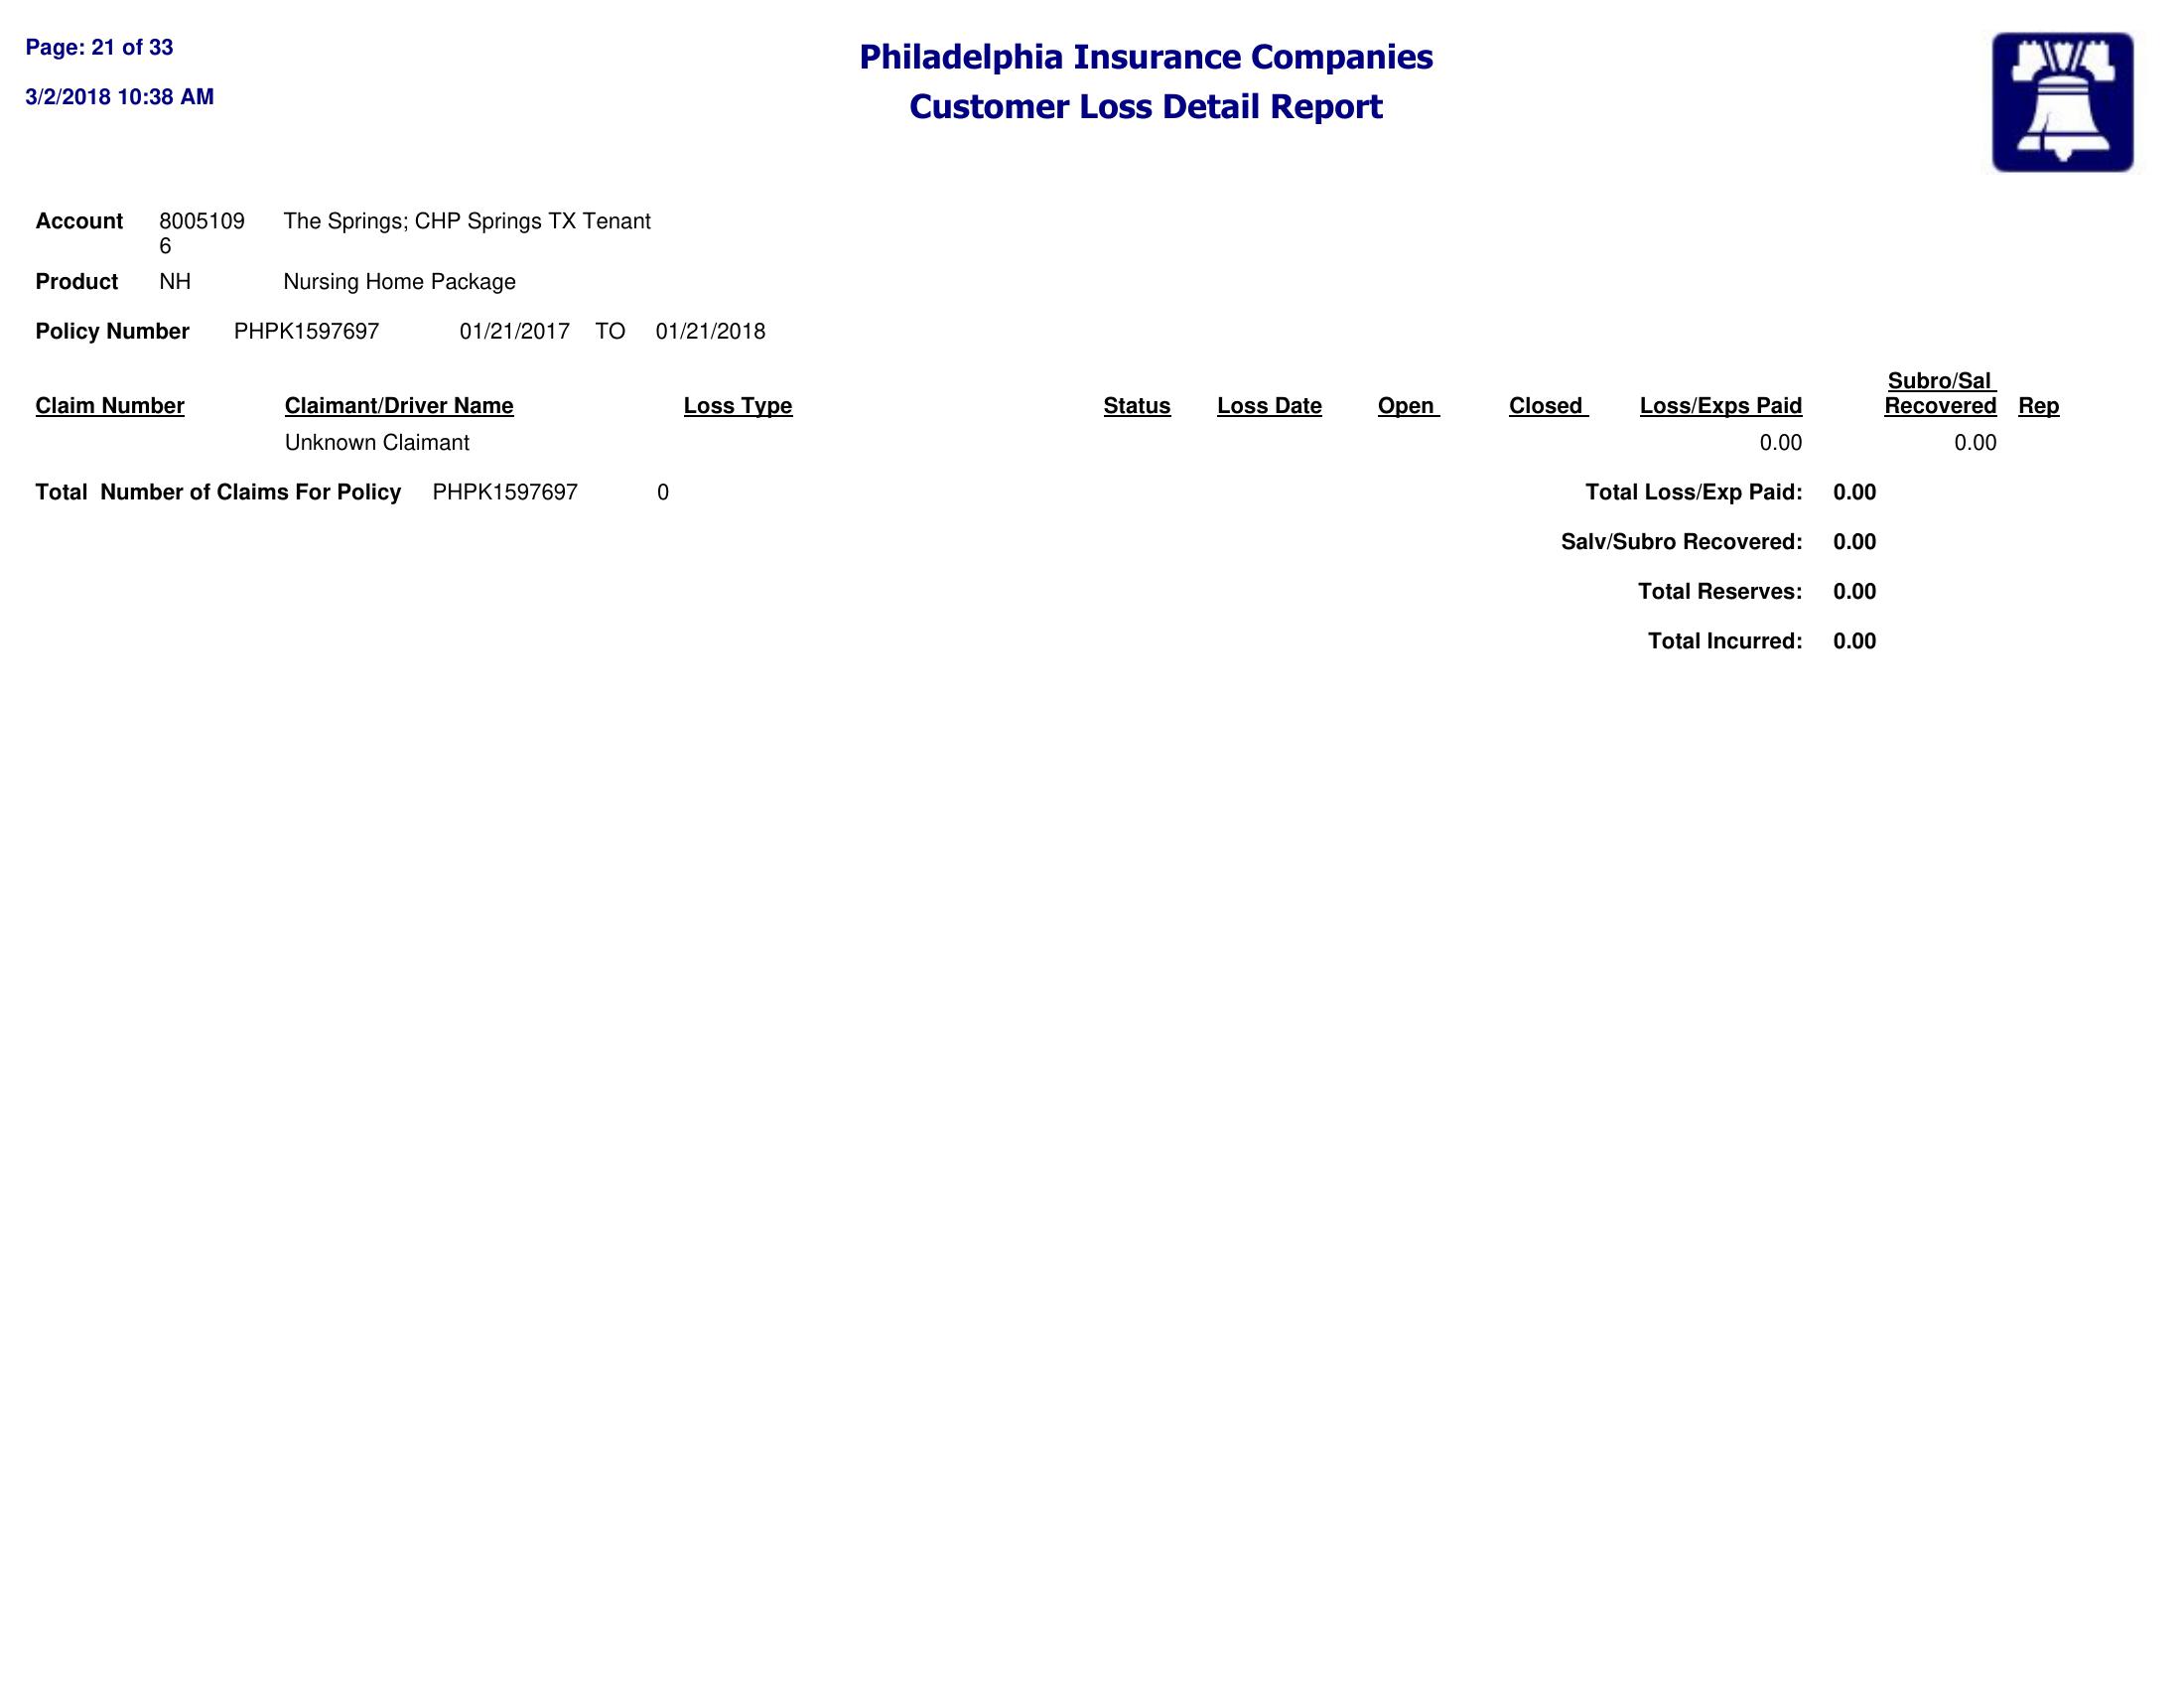 Page: 21 of 33
3/2/2018 10:38 AM
Philadelphia Insurance Companies
Customer Loss Detail Report
Account 8005109 The Springs; CHP Springs TX Tenant
6
Product NH Nursing Home Package
Policy Number PHPK1597697 01/21/2017 TO 01/21/2018
Subro/Sal
Claim Number Claimant/Driver Name Loss Type Status Loss Date Open Closed Loss/Exps Paid Recovered Rep
Unknown Claimant 0.00 0.00
Total Number of Claims For Policy PHPK1597697 0 Total Loss/Exp Paid: 0.00
Salv/Subro Recovered: 0.00
Total Reserves: 0.00
Total Incurred: 0.00